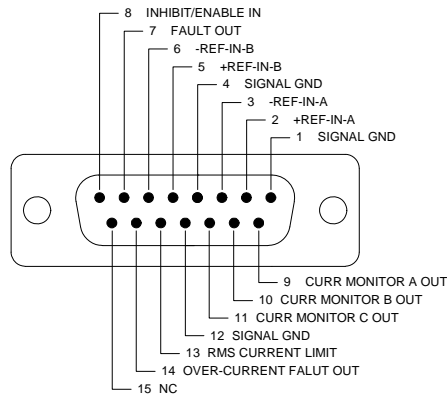 8 INHIBIT/ENABLE IN
7 FAULT OUT
6 -REF-IN-B
5 +REF-IN-B
4 SIGNAL GND
3 -REF-IN-A
2 +REF-IN-A
1 SIGNAL GND
9 CURR MONITOR A OUT
10 CURR MONITOR B OUT
11 CURR MONITOR C OUT
12 SIGNAL GND
13 RMS CURRENT LIMIT
14 OVER-CURRENT FALUT OUT
15 NC